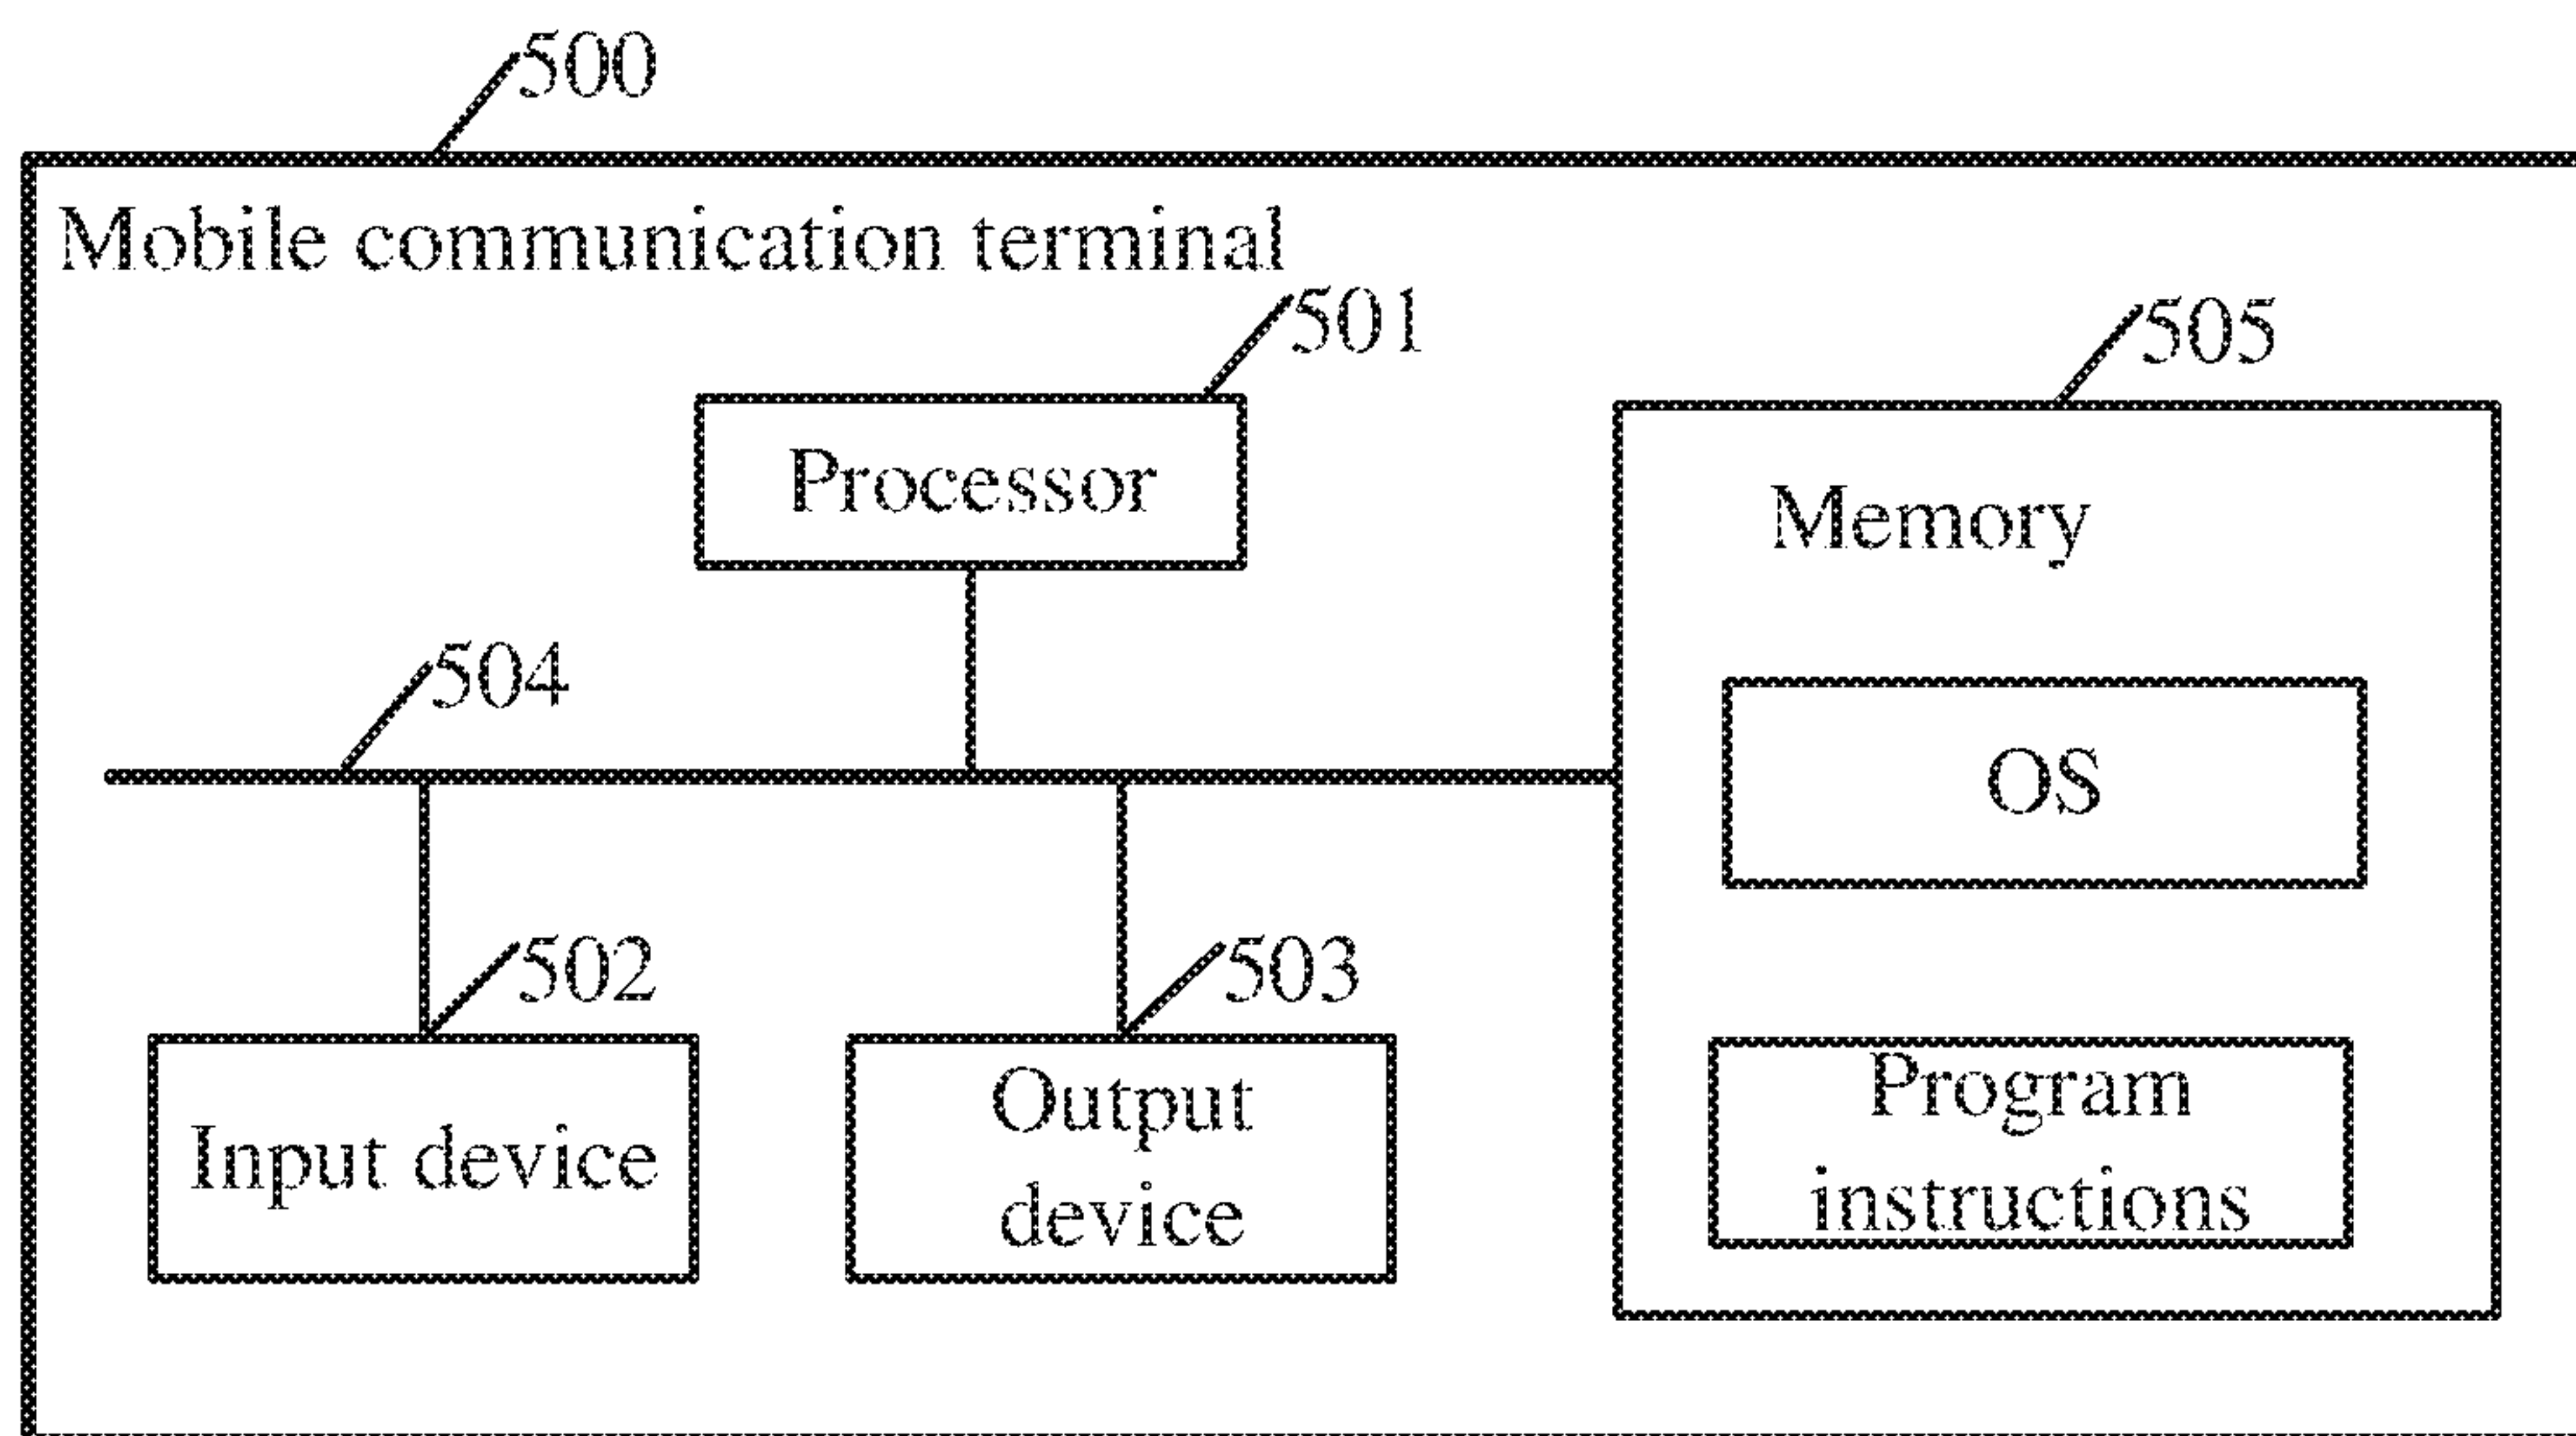 500
Mobile communication terminal
501
505
Processor
Memory
504
OS
502
503
Input device
Output
device
Program
instructions